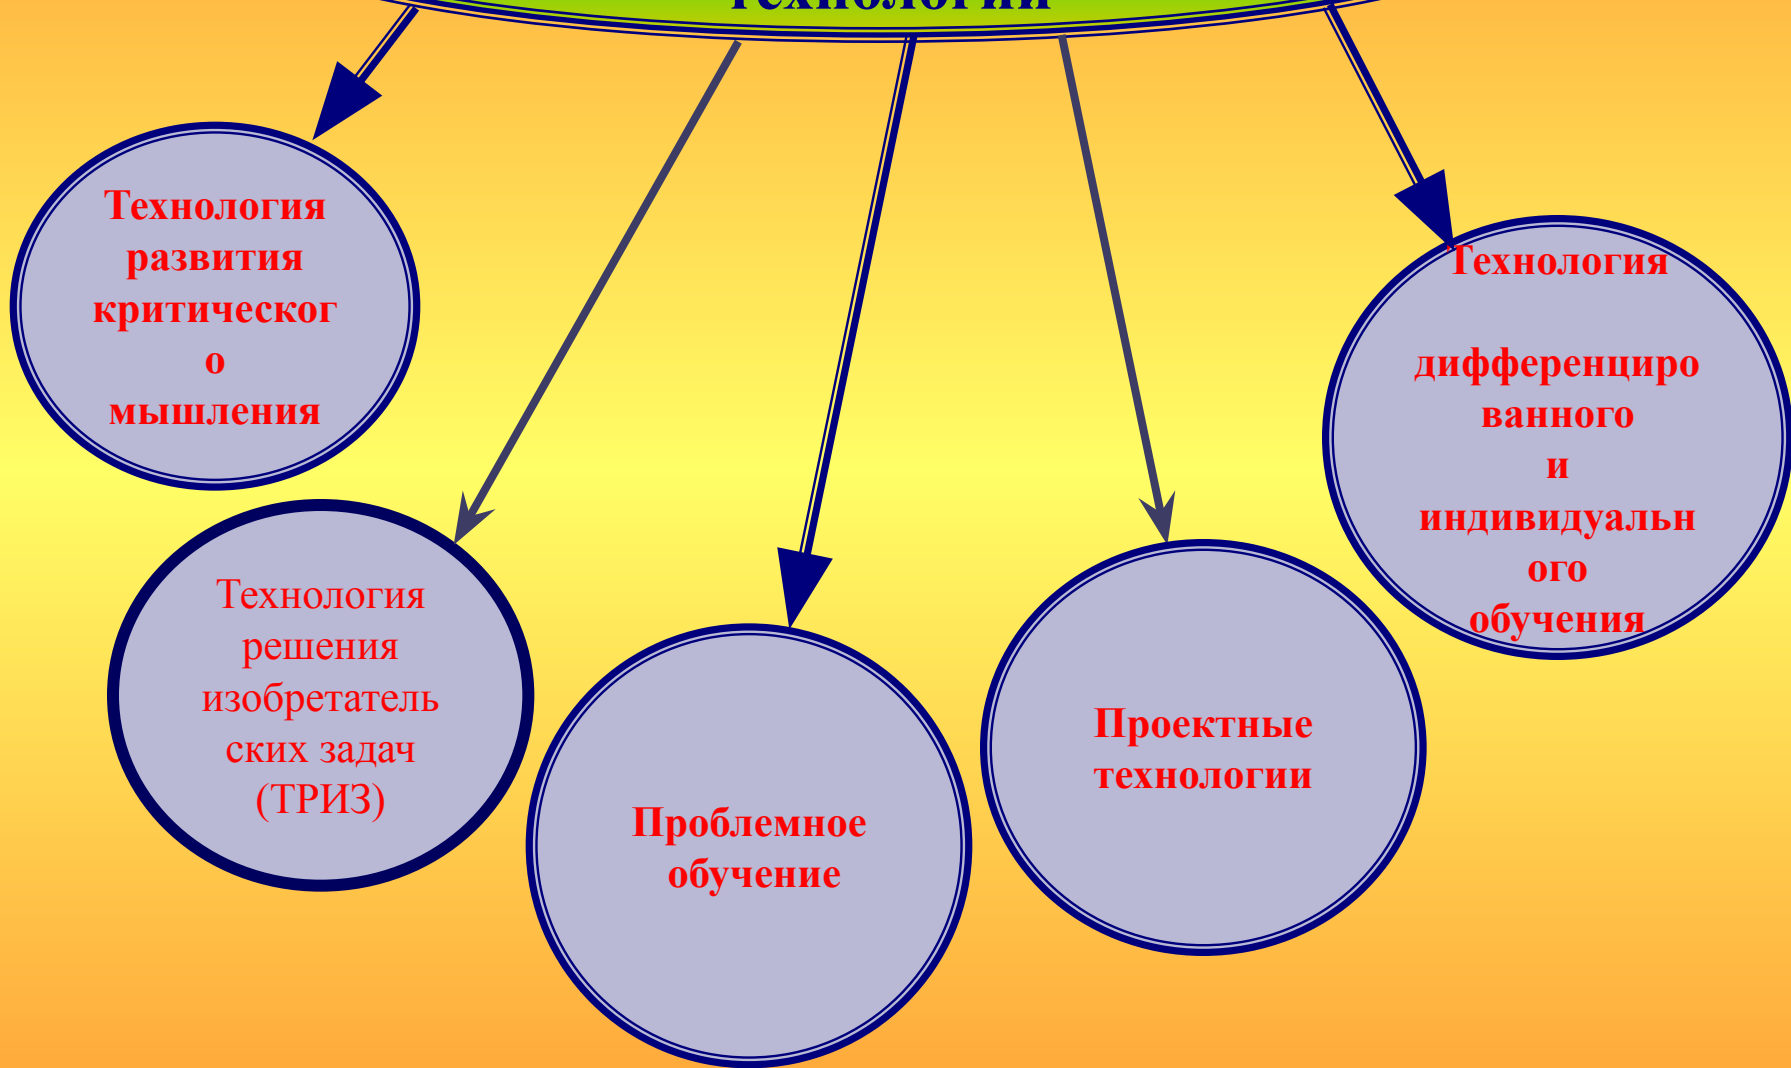 технологии
Технология
развития
критическог
о
мышления
Технология
решения
изобретатель
ских задач
(ТРИЗ)
Проблемное
обучение
Проектные
технологии
Технология
дифференциро
ванного
и
индивидуальн
ого
обучения